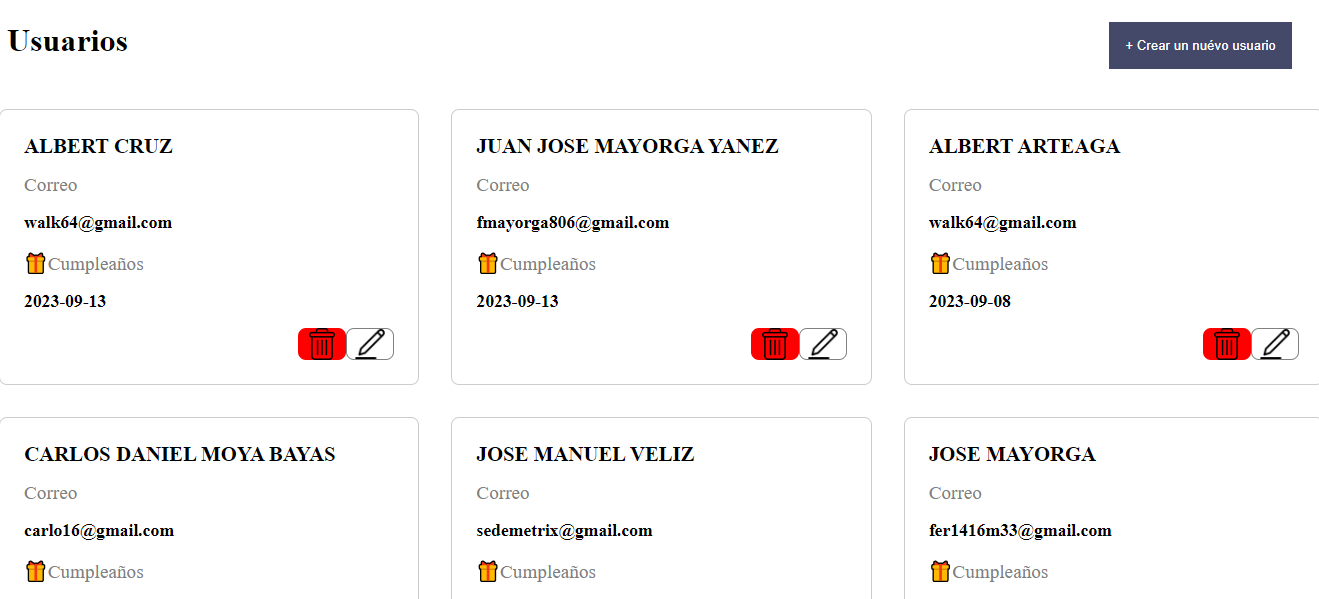 Usuarios
+ Crear un nuévo usuario
ALBERT CRUZ
Correo
walk64@gmail.com
Cumpleaños
2023-09-13
JUAN JOSE MAYORGA YANEZ
Correo
fmayorga806@gmail.com
Cumpleaños
2023-09-13
ALBERT ARTEAGA
Correo
walk64@gmail.com
Cumpleaños
2023-09-08
CARLOS DANIEL MOYA BAYAS
Correo
carlo16@gmail.com
Cumpleaños
JOSE MANUEL VELIZ
Correo
sedemetrix@gmail.com
Cumpleaños
JOSE MAYORGA
Correo
fer1416m33@gmail.com
Cumpleaños